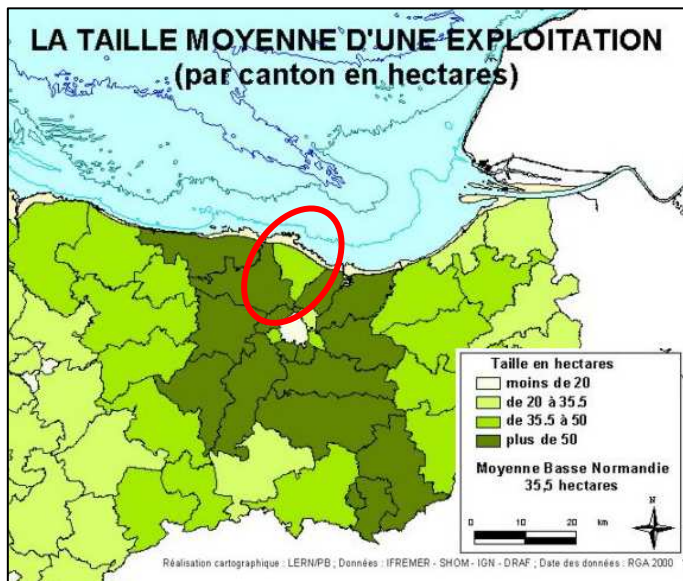 LA TAILLE MOYENNE D'UNE EXPLOITATION
(par canton en hectares)
Taille en hectares
moins de 20
de 20 à 35.5
de 35.5 à 50
plus de 50
Moyenne Basse Normandie
35,5 hectares
N
0 10 20 km
Réalisation cartographique : LERN/PB ; Données : IFREMER - SHOM - IGN - DRAF ; Date des données : RGA 2000